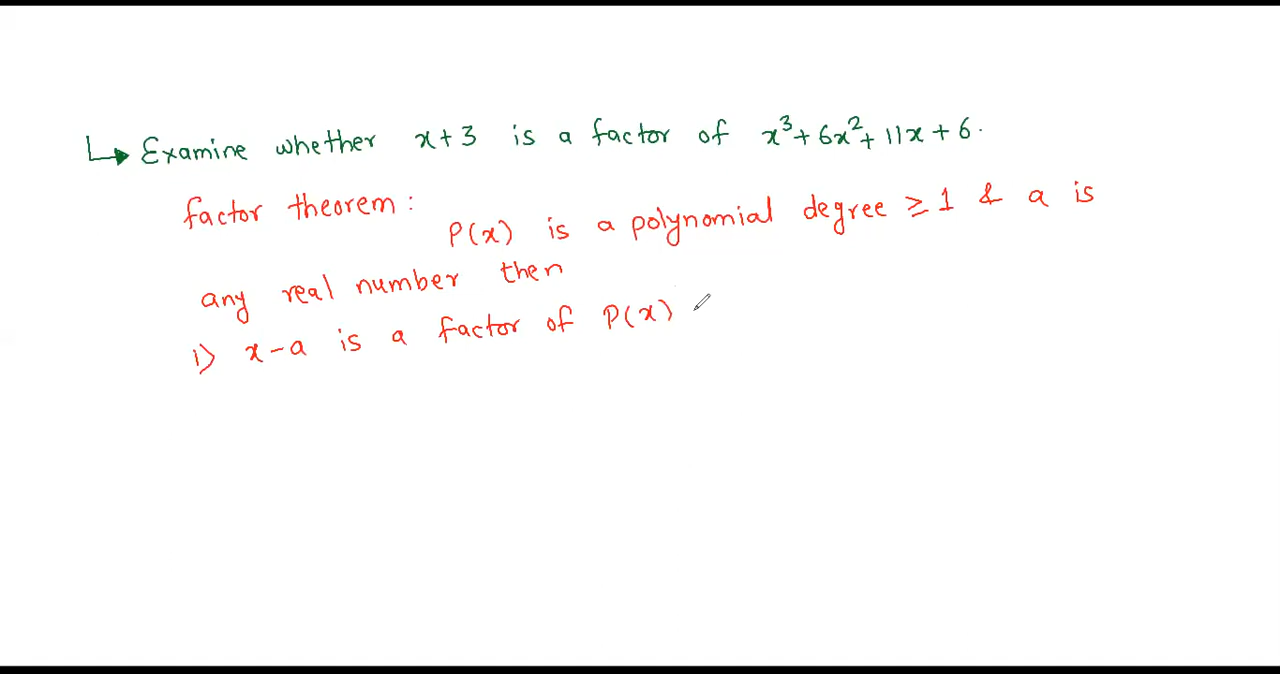 ↳ Examine whether x+3 is a factor of x³+6x²+11x+6.
factor theorem:
P(x) is a polynomial degree ≥ 1 & a is
any real number then
1) x-a is a factor of P(x)